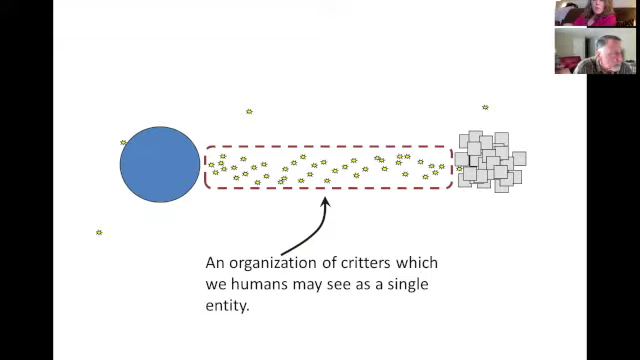 An organization of critters which
we humans may see as a single
entity.